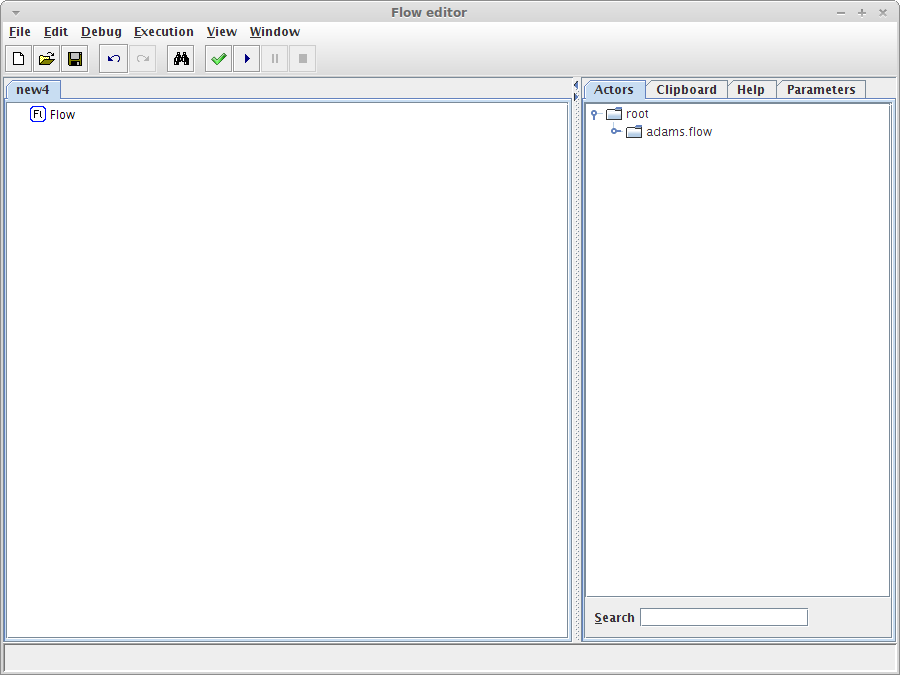 Flow editor
File Edit Debug Execution View Window
new4
Actors Clipboard Help Parameters
Fl Flow
root
adams.flow
Search